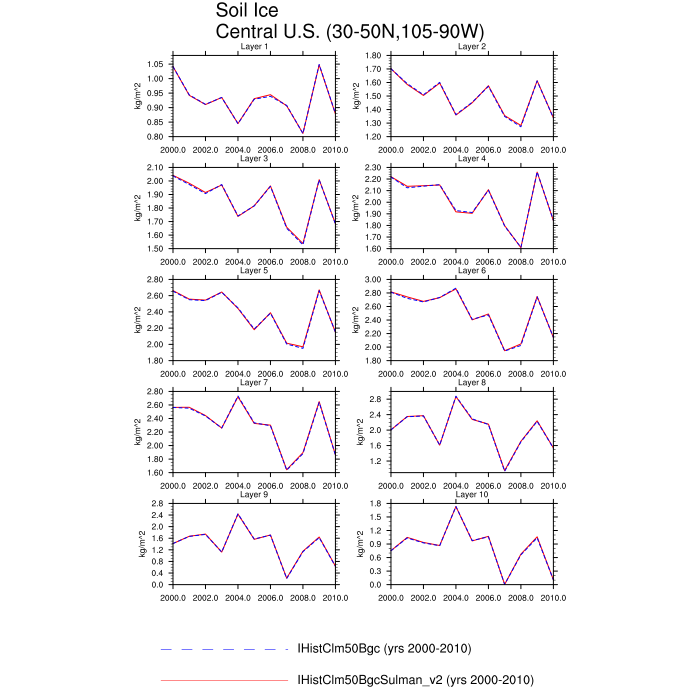 Soil Ice
Central U.S. (30-50N,105-90W)
Layer 1
Layer 2
1.05
1.00
0.95
0.90
0.85
0.80
kg/m^2
2000.0 2002.0 2004.0 2006.0 2008.0 2010.0
1.80
1.70
1.60
1.50
1.40
1.30
1.20
kg/m^2
2000.0 2002.0 2004.0 2006.0 2008.0 2010.0
Layer 3
Layer 4
2.10
2.00
1.90
1.80
1.70
1.60
1.50
kg/m^2
2000.0 2002.0 2004.0 2006.0 2008.0 2010.0
2.30
2.20
2.10
2.00
1.90
1.80
1.70
1.60
kg/m^2
2000.0 2002.0 2004.0 2006.0 2008.0 2010.0
Layer 5
Layer 6
2.80
2.60
2.40
2.20
2.00
1.80
kg/m^2
2000.0 2002.0 2004.0 2006.0 2008.0 2010.0
3.00
2.80
2.60
2.40
2.20
2.00
1.80
kg/m^2
2000.0 2002.0 2004.0 2006.0 2008.0 2010.0
Layer 7
Layer 8
2.80
2.60
2.40
2.20
2.00
1.80
1.60
kg/m^2
2000.0 2002.0 2004.0 2006.0 2008.0 2010.0
2.8
2.4
2.0
1.6
1.2
kg/m^2
2000.0 2002.0 2004.0 2006.0 2008.0 2010.0
Layer 9
Layer 10
2.8
2.4
2.0
1.6
1.2
0.8
0.4
0.0
kg/m^2
2000.0 2002.0 2004.0 2006.0 2008.0 2010.0
1.8
1.5
1.2
0.9
0.6
0.3
0.0
kg/m^2
2000.0 2002.0 2004.0 2006.0 2008.0 2010.0
IHistClm50Bgc (yrs 2000-2010)
IHistClm50BgcSulman_v2 (yrs 2000-2010)